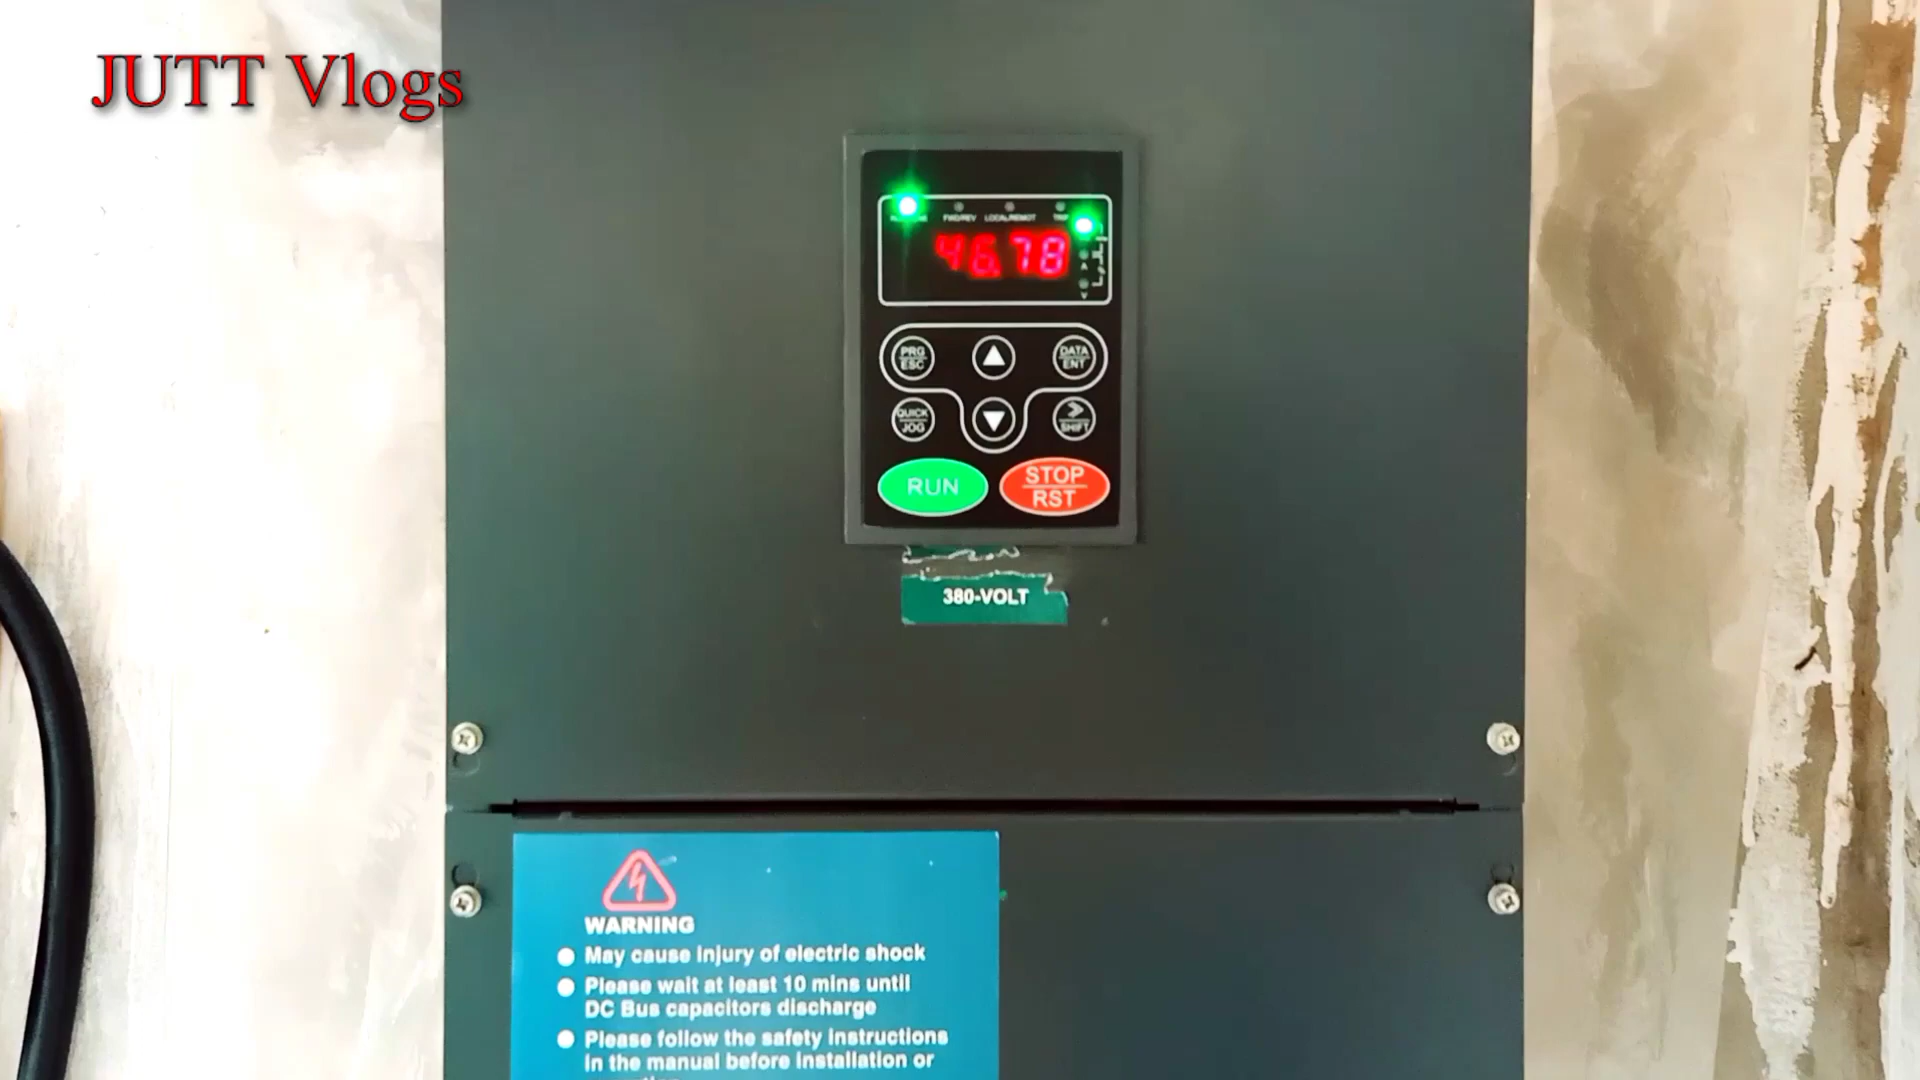 JUTT Vlogs
FWD/REV LOCAL/REMOT
46.78
A
V
PRG
ESC
DATA
ENT
QUICK
JOG
SHIFT
RUN
STOP
RST
380-VOLT
WARNING
May cause injury of electric shock
Please wait at least 10 mins until
DC Bus capacitors discharge
Please follow the safety instructions
in the manual before installation or